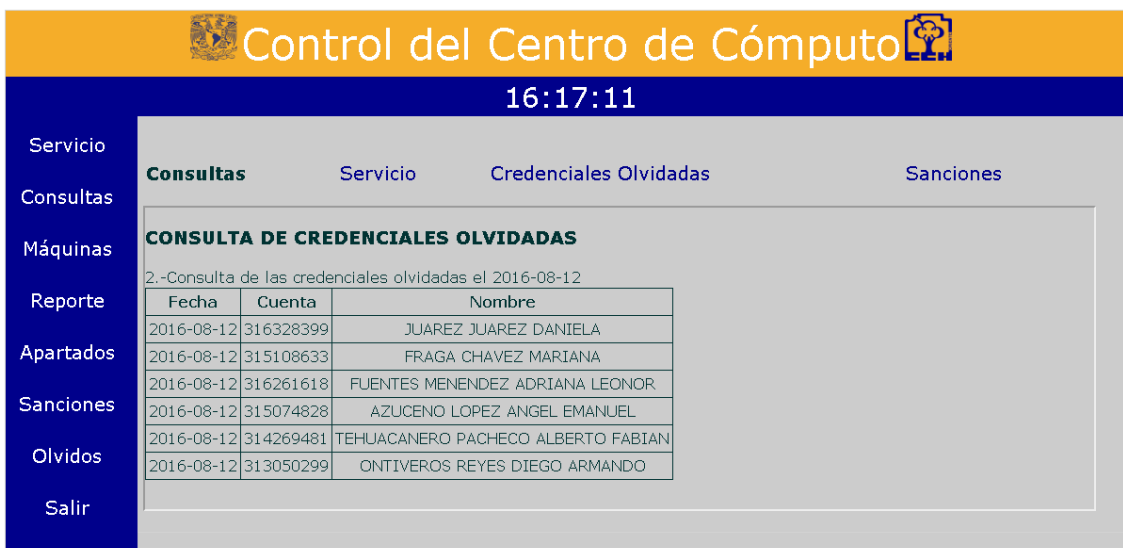 Control del Centro de Cómputo
CCH
16:17:11
Servicio
Consultas
Máquinas
Reporte
Apartados
Sanciones
Olvidos
Salir
Consultas Servicio Credenciales Olvidadas Sanciones
CONSULTA DE CREDENCIALES OLVIDADAS
2.-Consulta de las credenciales olvidadas el 2016-08-12
Fecha Cuenta Nombre
2016-08-12 316328399 JUAREZ JUAREZ DANIELA
2016-08-12 315108633 FRAGA CHAVEZ MARIANA
2016-08-12 316261618 FUENTES MENENDEZ ADRIANA LEONOR
2016-08-12 315074828 AZUCENO LOPEZ ANGEL EMANUEL
2016-08-12 314269481 TEHUACANERO PACHECO ALBERTO FABIAN
2016-08-12 313050299 ONTIVEROS REYES DIEGO ARMANDO